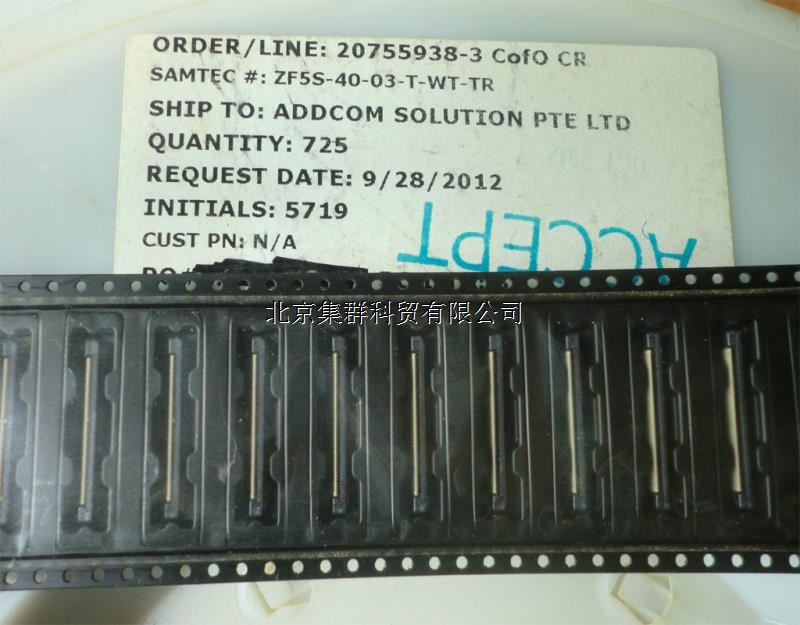 ORDER/LINE: 20755938-3 CofO CR
SAMTEC #: ZF5S-40-03-T-WT-TR
SHIP TO: ADDCOM SOLUTION PTE LTD
QUANTITY: 725
OCT 2012
REQUEST DATE: 9/28/2012
INITIALS: 5719
CUST PN: N/A
ACCEPT
北京集群科贸有限公司